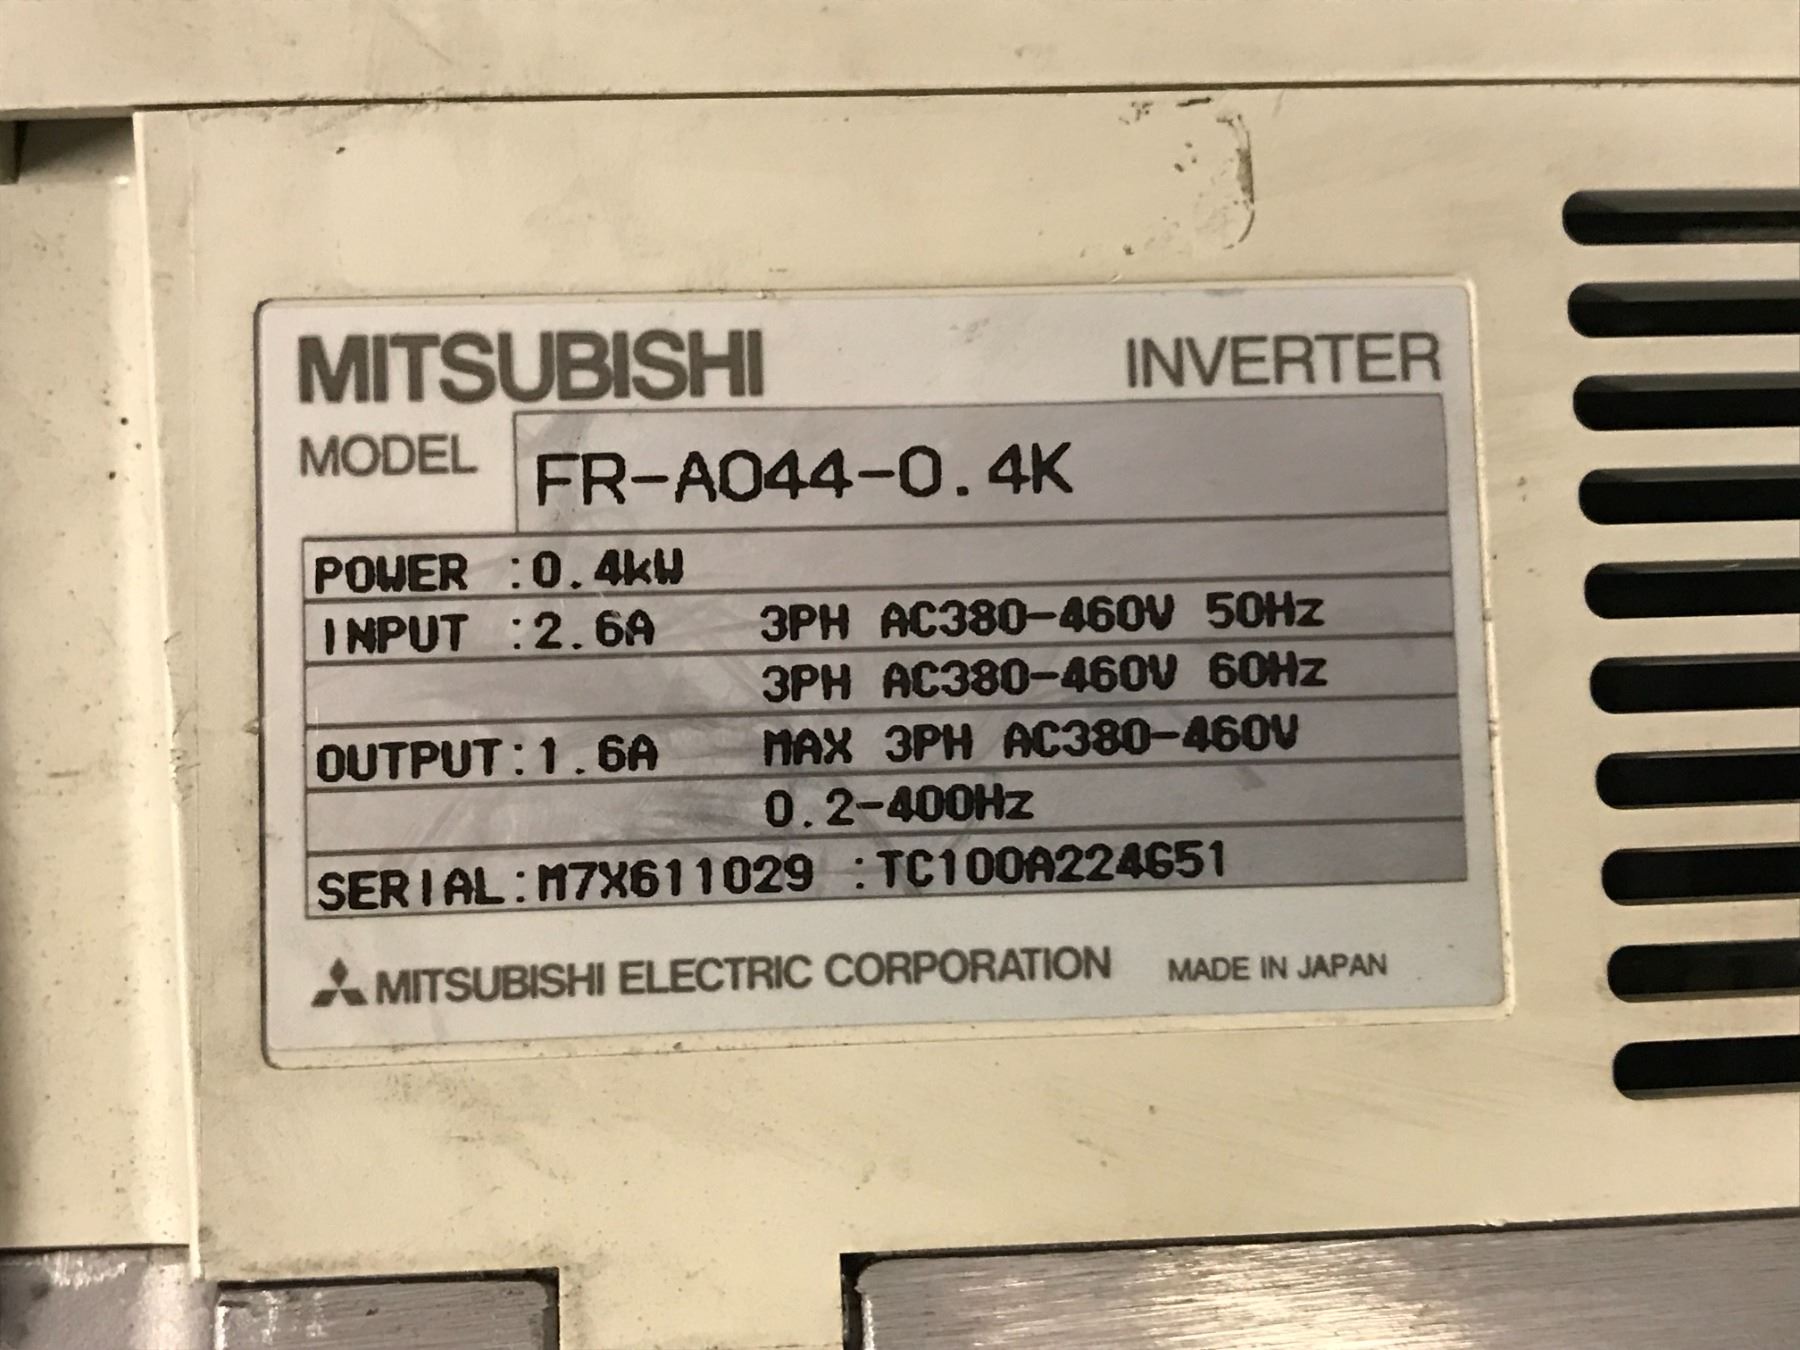 MITSUBISHI INVERTER
MODEL FR-A044-0.4K
POWER :0.4kW
INPUT :2.6A 3PH AC380-460V 50Hz
3PH AC380-460V 60Hz
OUTPUT:1.6A MAX 3PH AC380-460V
0.2-400Hz
SERIAL:M7X611029 :TC100A224G51
MITSUBISHI ELECTRIC CORPORATION MADE IN JAPAN